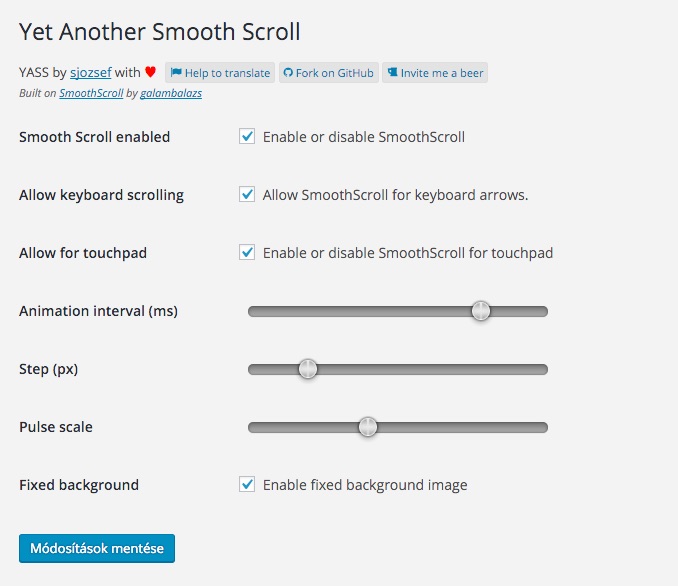 Yet Another Smooth Scroll
YASS by sjozsef with ♥ Help to translate Fork on GitHub Invite me a beer
Built on SmoothScroll by galambalazs
Smooth Scroll enabled Enable or disable SmoothScroll
Allow keyboard scrolling Allow SmoothScroll for keyboard arrows.
Allow for touchpad Enable or disable SmoothScroll for touchpad
Animation interval (ms)
Step (px)
Pulse scale
Fixed background Enable fixed background image
Módosítások mentése